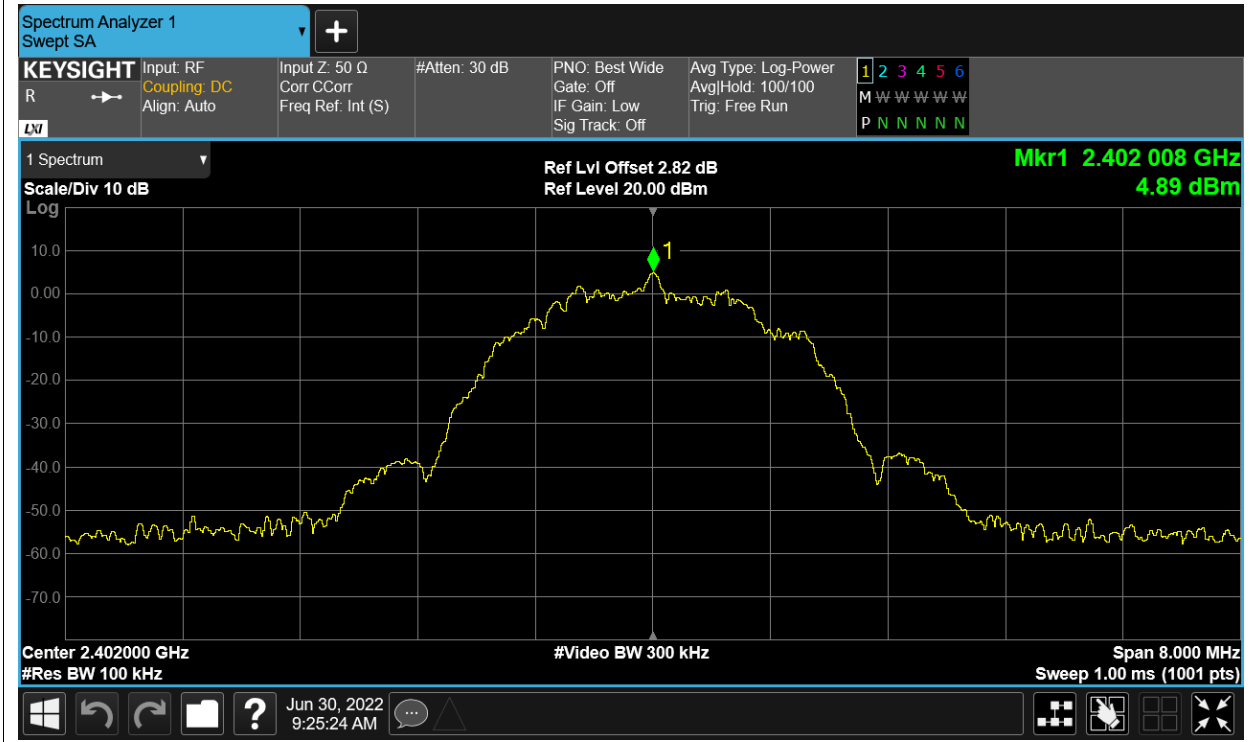 Spectrum Analyzer 1
Swept SA
+
KEYSIGHT
R
LXI
Input: RF
Coupling: DC
Align: Auto
Input Z: 50 Ω
Corr CCorr
Freq Ref: Int (S)
#Atten: 30 dB
PNO: Best Wide
Gate: Off
IF Gain: Low
Sig Track: Off
Avg Type: Log-Power
Avg|Hold: 100/100
Trig: Free Run
1 2 3 4 5 6
M W W W W W W
P N N N N N N
1 Spectrum
Scale/Div 10 dB
Log
Ref Lvl Offset 2.82 dB
Ref Level 20.00 dBm
Mkr1 2.402 008 GHz
4.89 dBm
1
10.0
0.00
-10.0
-20.0
-30.0
-40.0
-50.0
-60.0
-70.0
Center 2.402000 GHz
#Video BW 300 kHz
Span 8.000 MHz
#Res BW 100 kHz
Sweep 1.00 ms (1001 pts)
?
Jun 30, 2022
9:25:24 AM